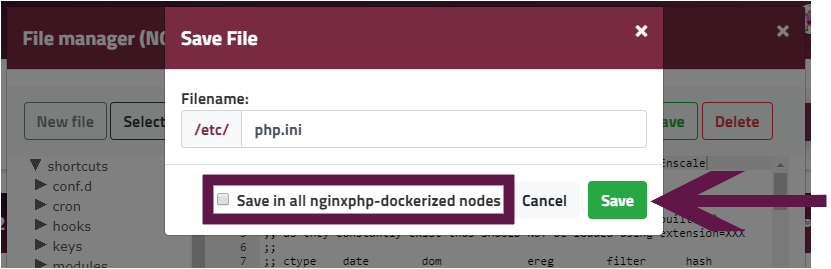 File manager (NO
Save File
×
×
Filename:
New file
Select
/etc/
php.ini
ave
Delete
shortcuts
Enscale
conf.d
cron
Save in all nginxphp-dockerized nodes
Cancel
Save
hooks
keys
5 ;; as they constantly exist thus should not be loaded using extension=XXX
6 ;;
modules
7 ;; ctype date dom ereg filter hash